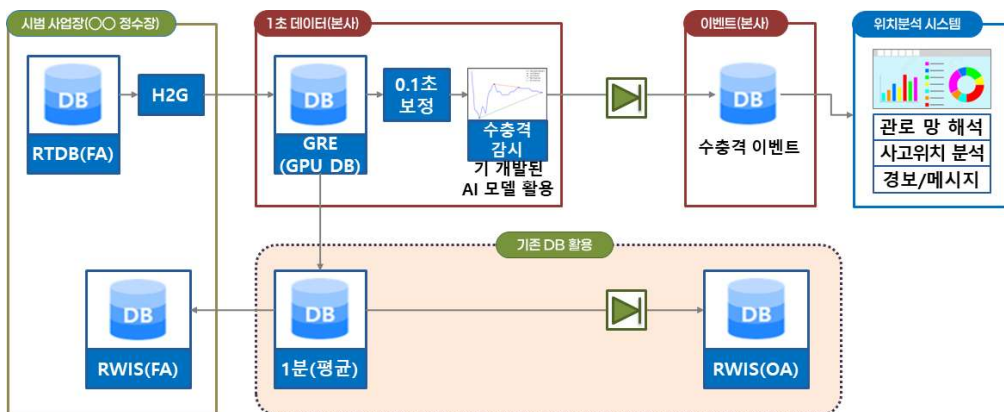 시범 사업장(○○ 정수장)
1초 데이터(본사)
이벤트(본사)
위치분석 시스템
DB
RTDB(FA)
H2G
DB
GRE
(GPU DB)
0.1초
보정
수충격
감시
기 개발된
AI 모델 활용
DB
수충격 이벤트
관로 망 해석
사고위치 분석
경보/메시지
기존 DB 활용
DB
RWIS(FA)
DB
1분(평균)
DB
RWIS(OA)